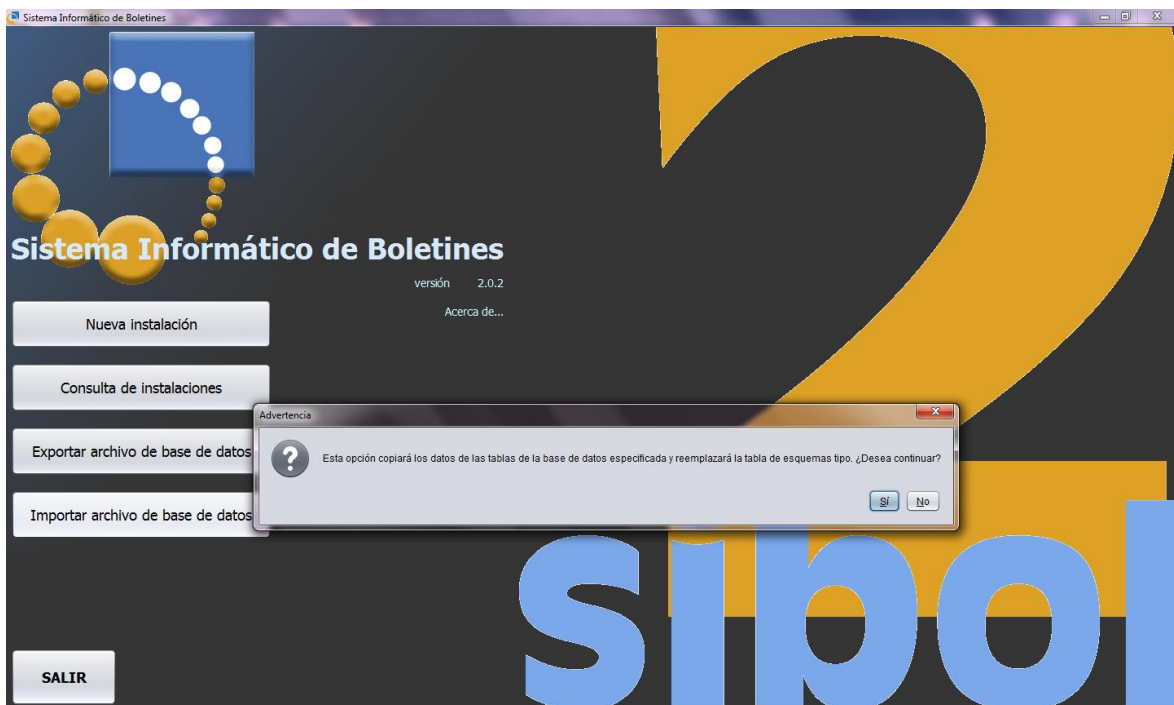 Sistema Informático de Boletines
2
Sistema Informático de Boletines
versión 2.0.2
Acerca de...
Nueva instalación
Consulta de instalaciones
Advertencia
Exportar archivo de base de datos
Esta opción copiará los datos de las tablas de la base de datos especificada y reemplazará la tabla de esquemas tipo. ¿Desea continuar?
Sí No
Importar archivo de base de datos
sibol
SALIR